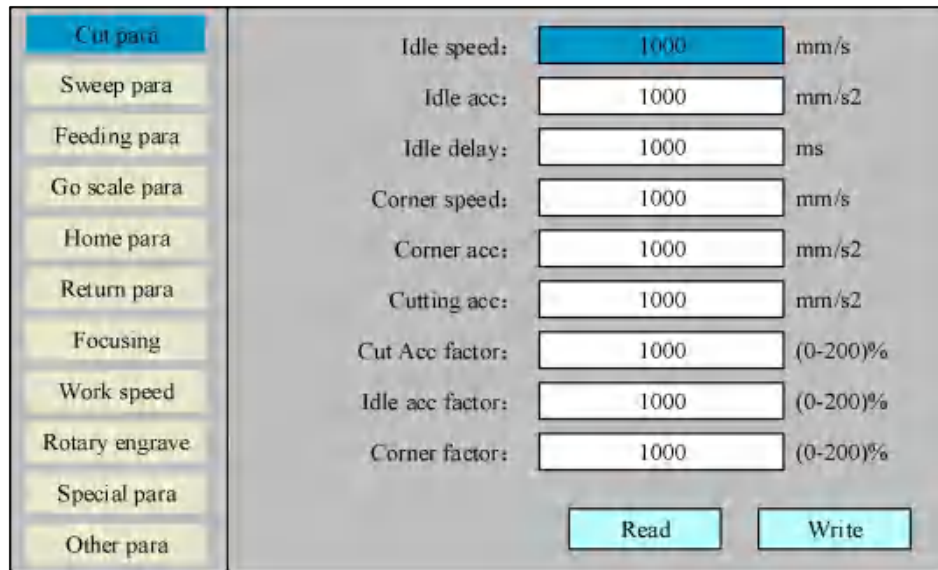 Cut para
Sweep para
Feeding para
Go scale para
Home para
Return para
Focusing
Work speed
Rotary engrave
Special para
Other para
Idle speed: 1000 mm/s
Idle acc: 1000 mm/s2
Idle delay: 1000 ms
Corner speed: 1000 mm/s
Corner acc: 1000 mm/s2
Cutting acc: 1000 mm/s2
Cut Acc factor: 1000 (0-200)%
Idle acc factor: 1000 (0-200)%
Corner factor: 1000 (0-200)%
Read Write